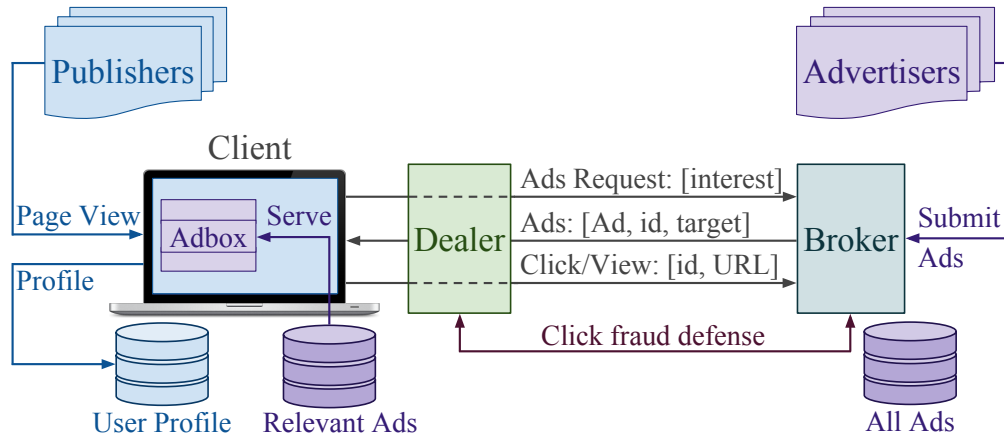 Publishers
Advertisers
Client
Ads Request: [interest]
Page View
Serve
Adbox
Dealer
Ads: [Ad, id, target]
Broker
Submit
Ads
Profile
Click/View: [id, URL]
Click fraud defense
User Profile
Relevant Ads
All Ads